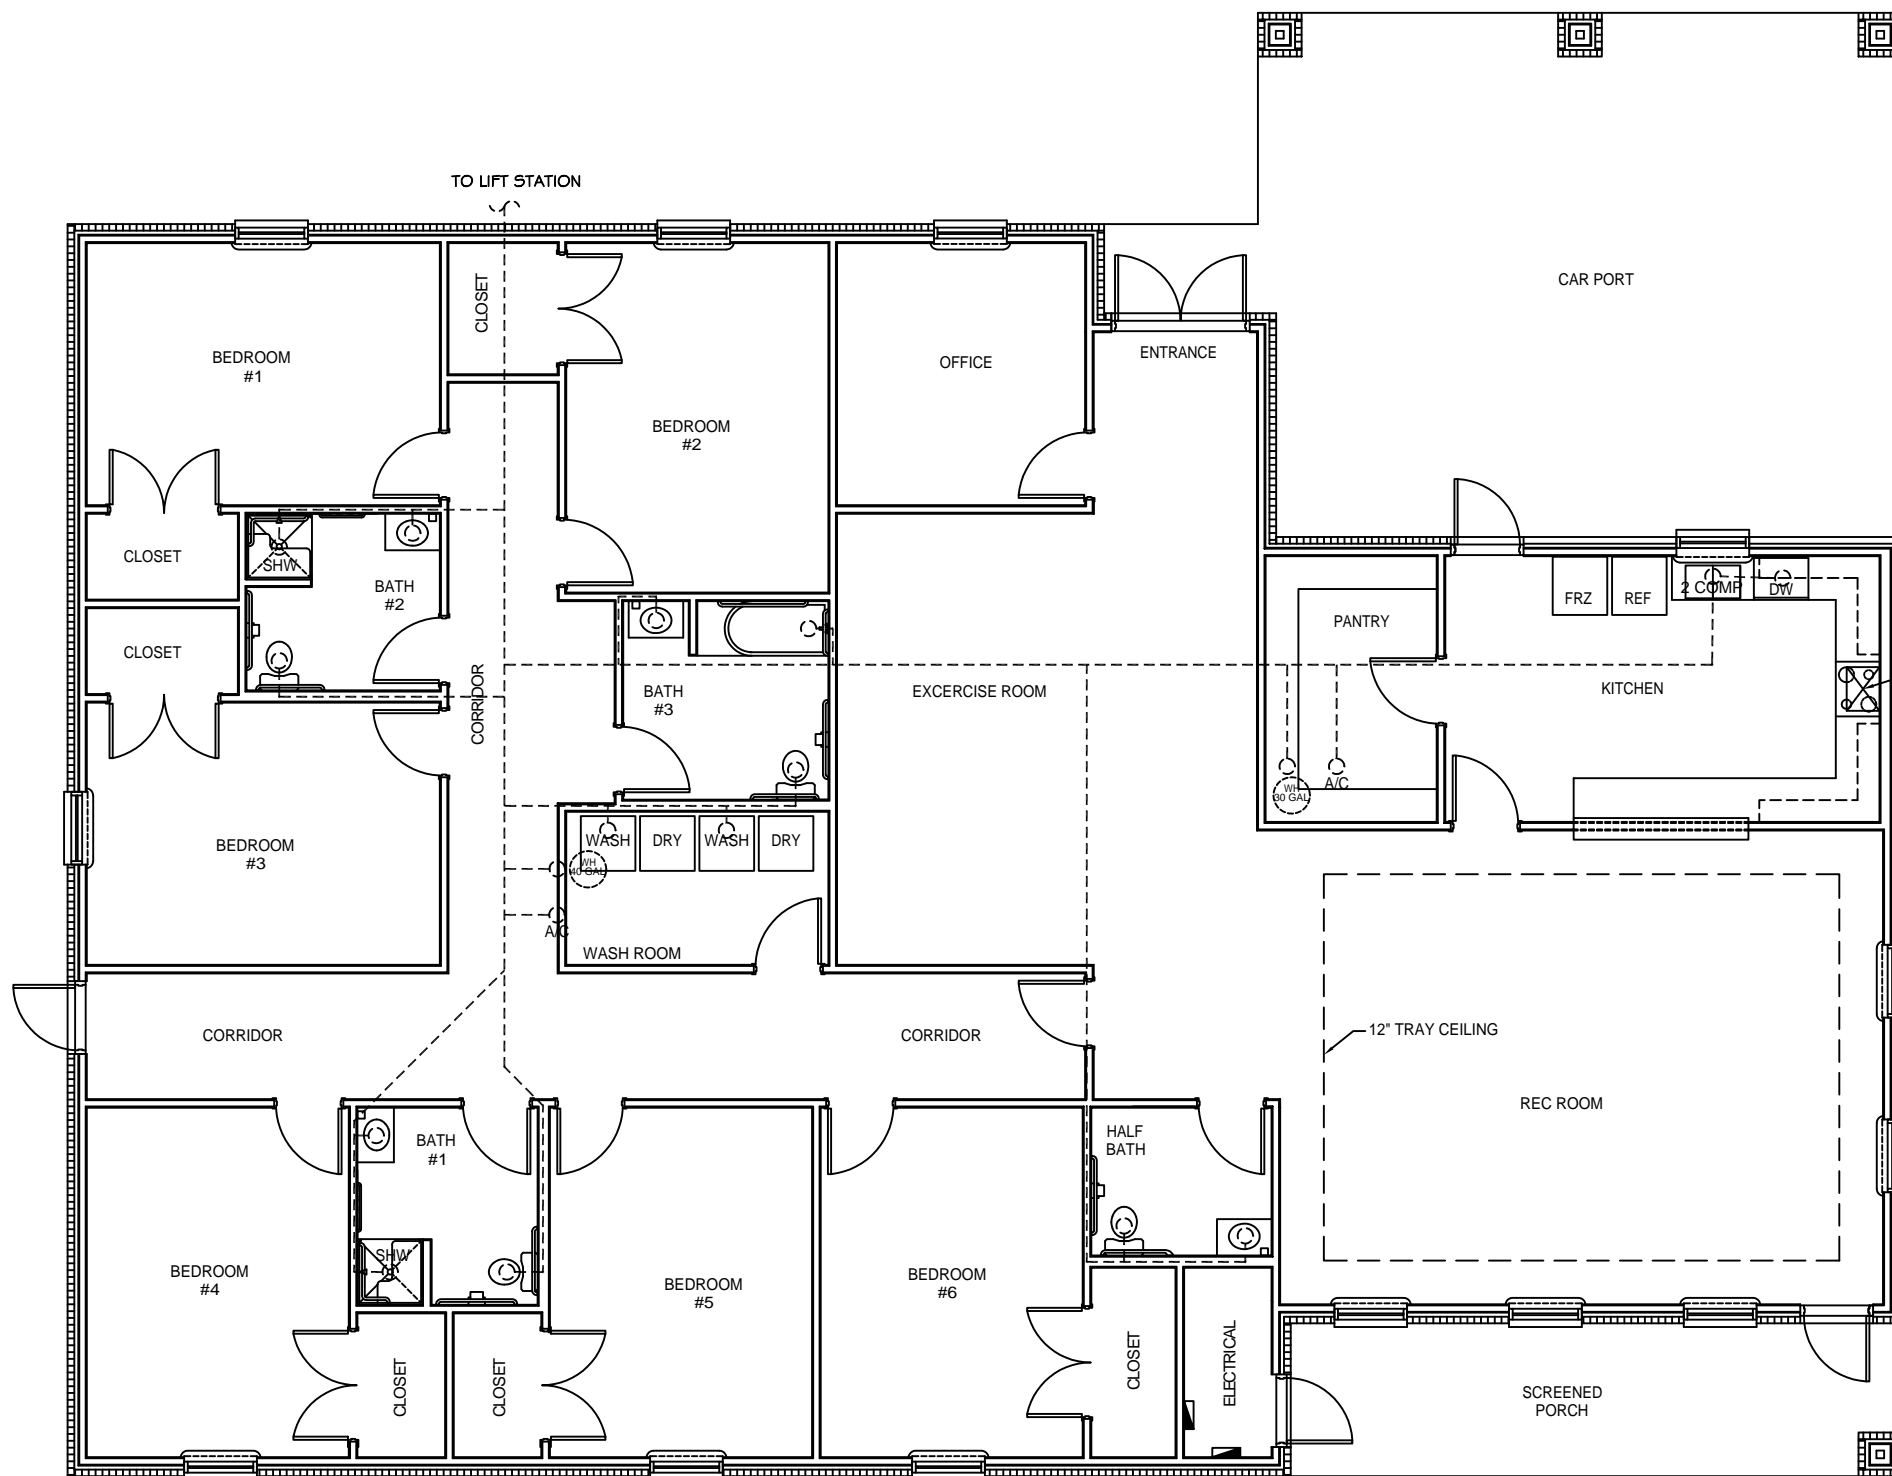 TO LIFT STATION
CAR PORT
CLOSET
BEDROOM
#1
ENTRANCE
OFFICE
BEDROOM
#2
CLOSET
SHW
BATH
#2
2 COMP
DW
FRZ
REF
PANTRY
CLOSET
CORRIDOR
BATH
#3
EXCERCISE ROOM
KITCHEN
A/C
WH
30 GAL
BEDROOM
#3
WASH
DRY
WASH
DRY
WH
40 GAL
A/C
WASH ROOM
CORRIDOR
CORRIDOR
12" TRAY CEILING
REC ROOM
BATH
#1
HALF
BATH
SHW
BEDROOM
#4
BEDROOM
#5
BEDROOM
#6
CLOSET
CLOSET
CLOSET
ELECTRICAL
SCREENED
PORCH